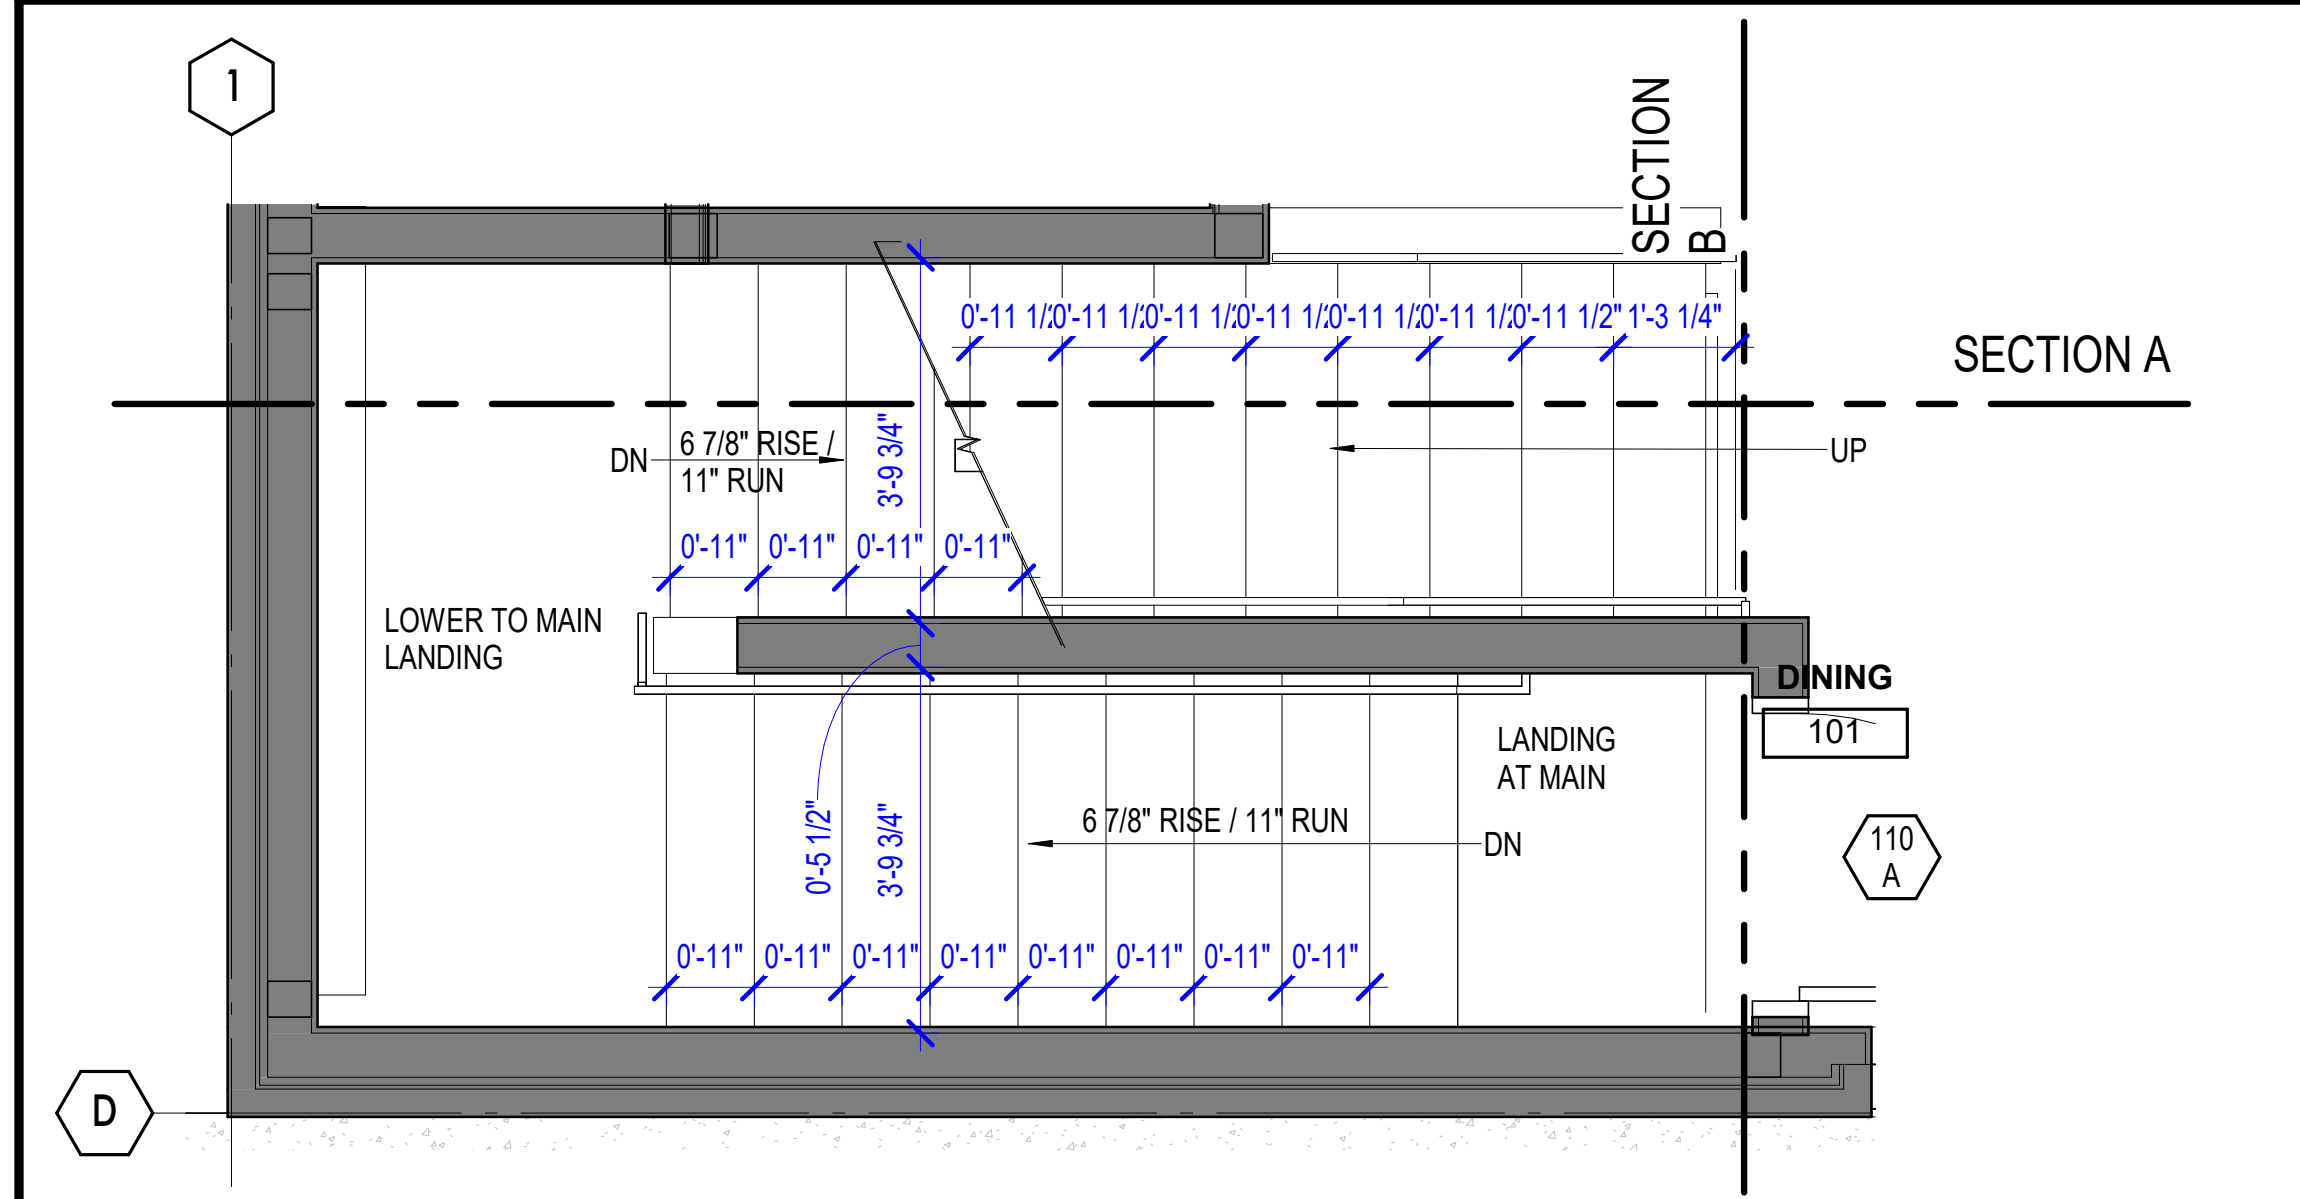 1
SECTION
B
0'-11 1/2
0'-11 1/2
0'-11 1/2
0'-11 1/2
0'-11 1/2
0'-11 1/2
0'-11 1/2"
1'-3 1/4"
SECTION A
DN
6 7/8" RISE /
11" RUN
3'-9 3/4"
UP
0'-11"
0'-11"
0'-11"
0'-11"
LOWER TO MAIN
LANDING
DINING
101
LANDING
AT MAIN
0'-5 1/2"
3'-9 3/4"
6 7/8" RISE / 11" RUN
DN
110
A
0'-11"
0'-11"
0'-11"
0'-11"
0'-11"
0'-11"
0'-11"
0'-11"
D